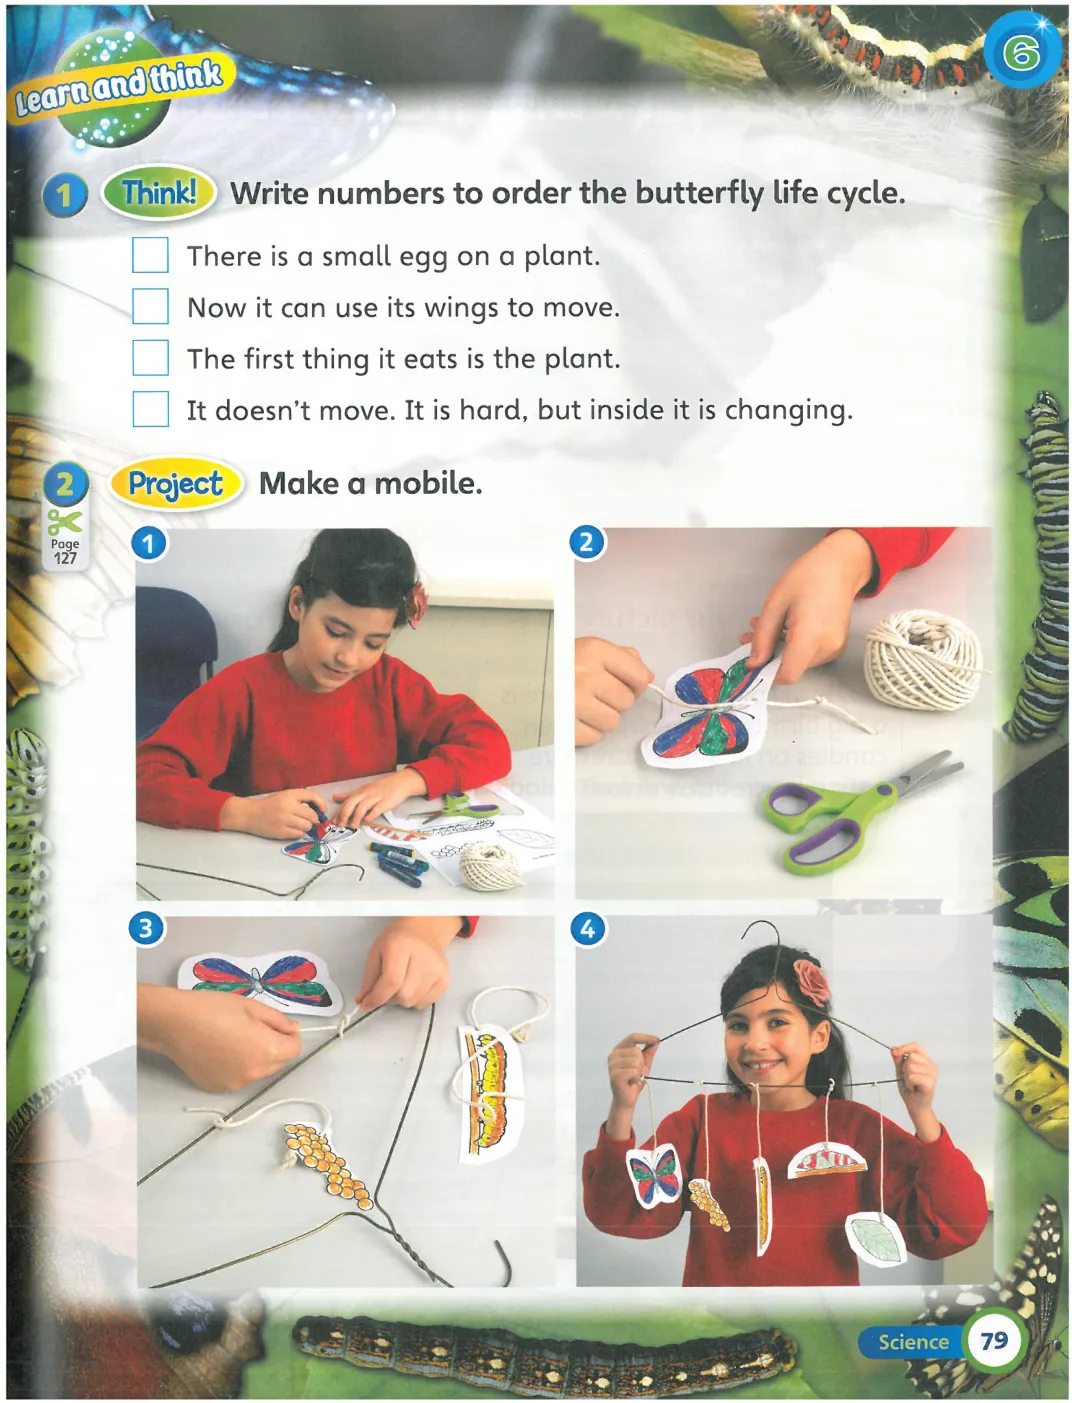 Learn and think
6
1 Think! Write numbers to order the butterfly life cycle.
There is a small egg on a plant.
Now it can use its wings to move.
The first thing it eats is the plant.
It doesn't move. It is hard, but inside it is changing.
2 Project Make a mobile.
Page
127
1
2
3
4
Science 79